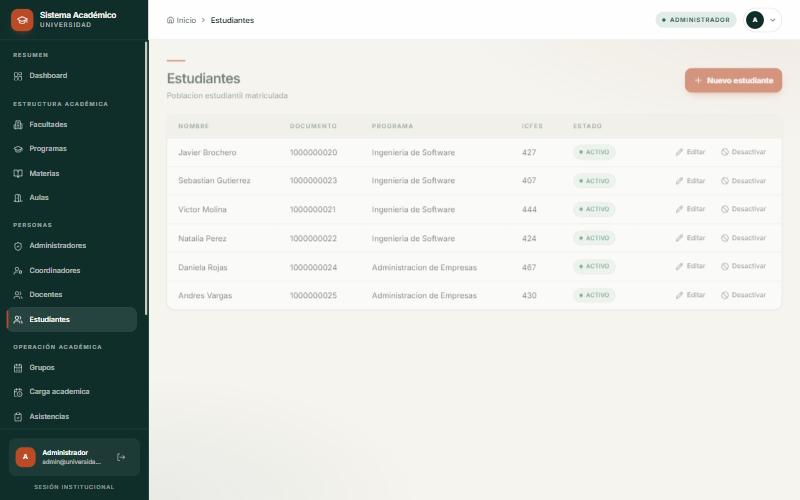 Sistema Académico
UNIVERSIDAD
RESUMEN
Dashboard
ESTRUCTURA ACADÉMICA
Facultades
Programas
Materias
Aulas
PERSONAS
Administradores
Coordinadores
Docentes
Estudiantes
OPERACIÓN ACADÉMICA
Grupos
Carga academica
Asistencias
A
Administrador
admin@universida...
SESIÓN INSTITUCIONAL
Inicio > Estudiantes
ADMINISTRADOR
A
Estudiantes
Poblacion estudiantil matriculada
+ Nuevo estudiante
NOMBRE DOCUMENTO PROGRAMA ICFES ESTADO
Javier Brochero 1000000020 Ingenieria de Software 427 ACTIVO Editar Desactivar
Sebastian Gutierrez 1000000023 Ingenieria de Software 407 ACTIVO Editar Desactivar
Victor Molina 1000000021 Ingenieria de Software 444 ACTIVO Editar Desactivar
Natalia Perez 1000000022 Ingenieria de Software 424 ACTIVO Editar Desactivar
Daniela Rojas 1000000024 Administracion de Empresas 467 ACTIVO Editar Desactivar
Andres Vargas 1000000025 Administracion de Empresas 430 ACTIVO Editar Desactivar